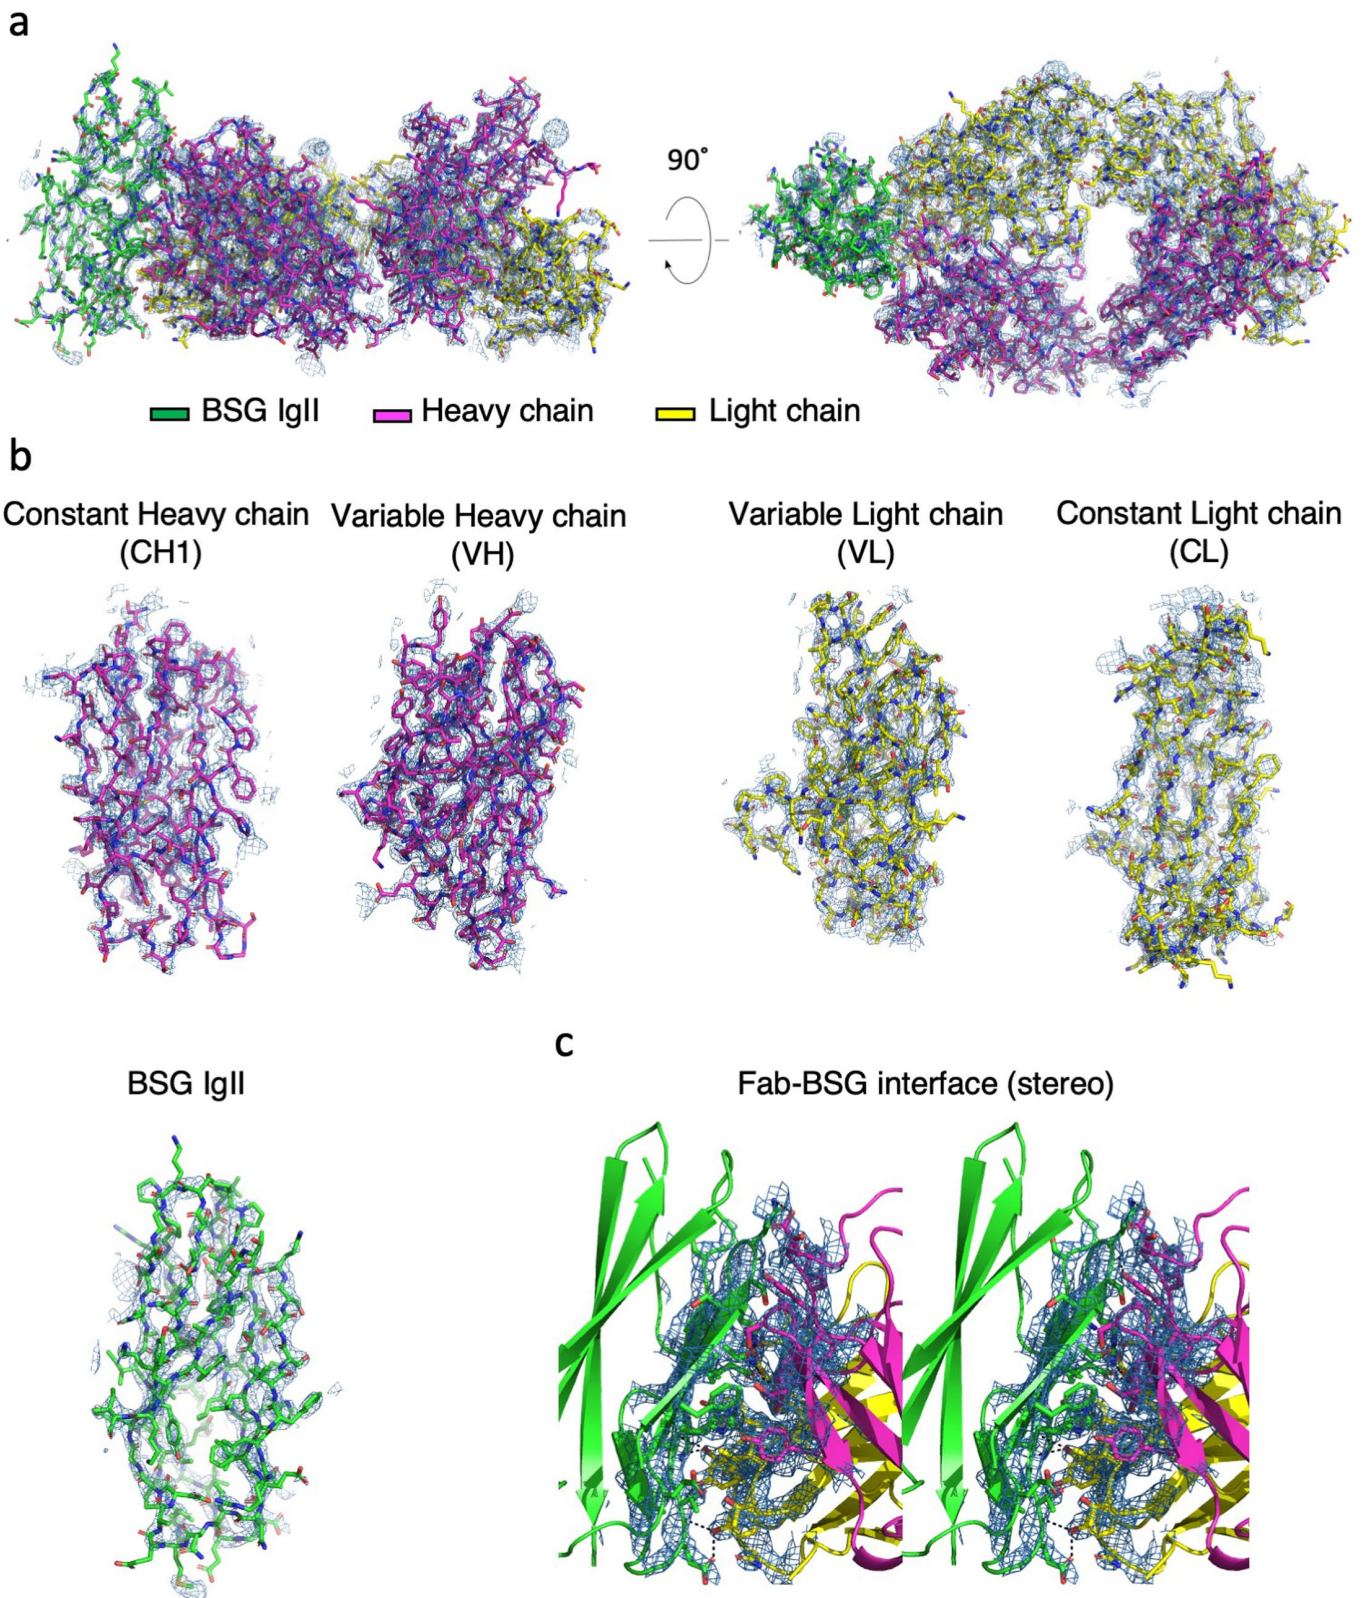 a
90°
BSG IgII
Heavy chain
Light chain
b
Constant Heavy chain
(CH1)
Variable Heavy chain
(VH)
Variable Light chain
(VL)
Constant Light chain
(CL)
BSG IgII
c
Fab-BSG interface (stereo)